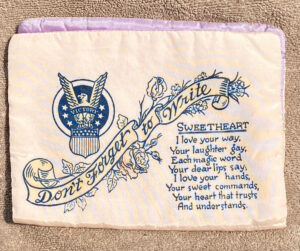 VICTORY
Don't Forget to Write
SWEETHEART
I love your way,
Your laughter gay,
Each magic word
Your dear lips say.
I love your hands,
Your sweet commands,
Your heart that trusts
And understands.